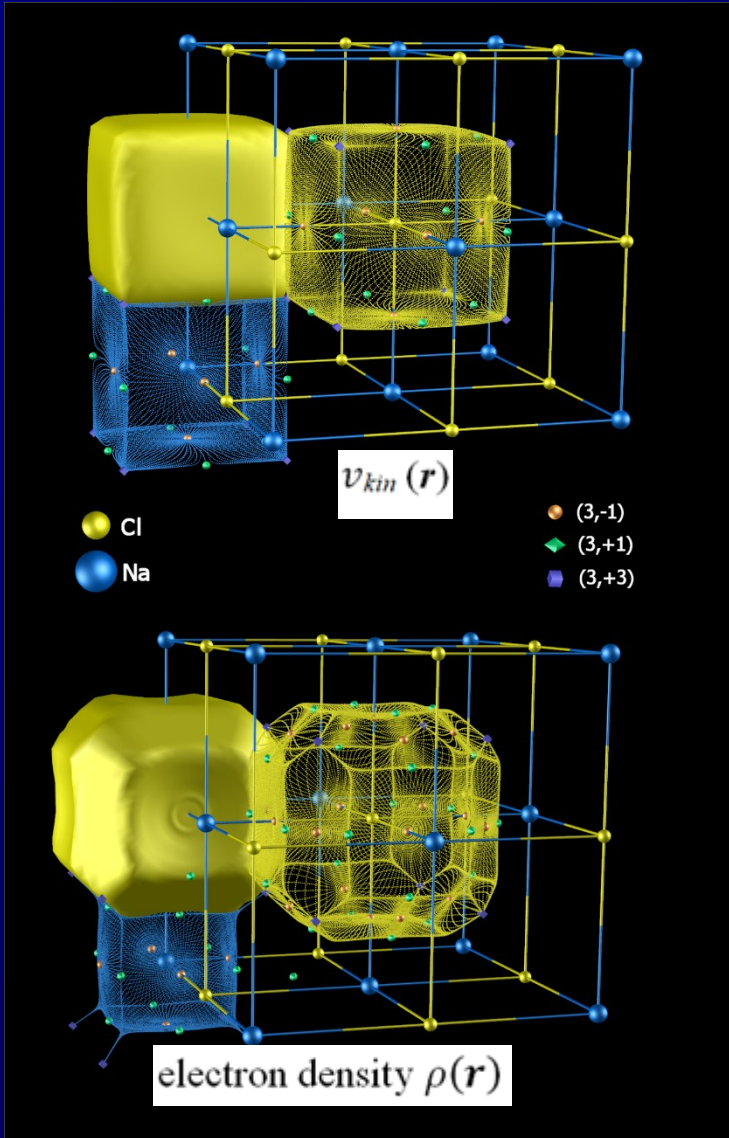 v_kin (r)
Cl
Na
(3,-1)
(3,+1)
(3,+3)
electron density ρ(r)